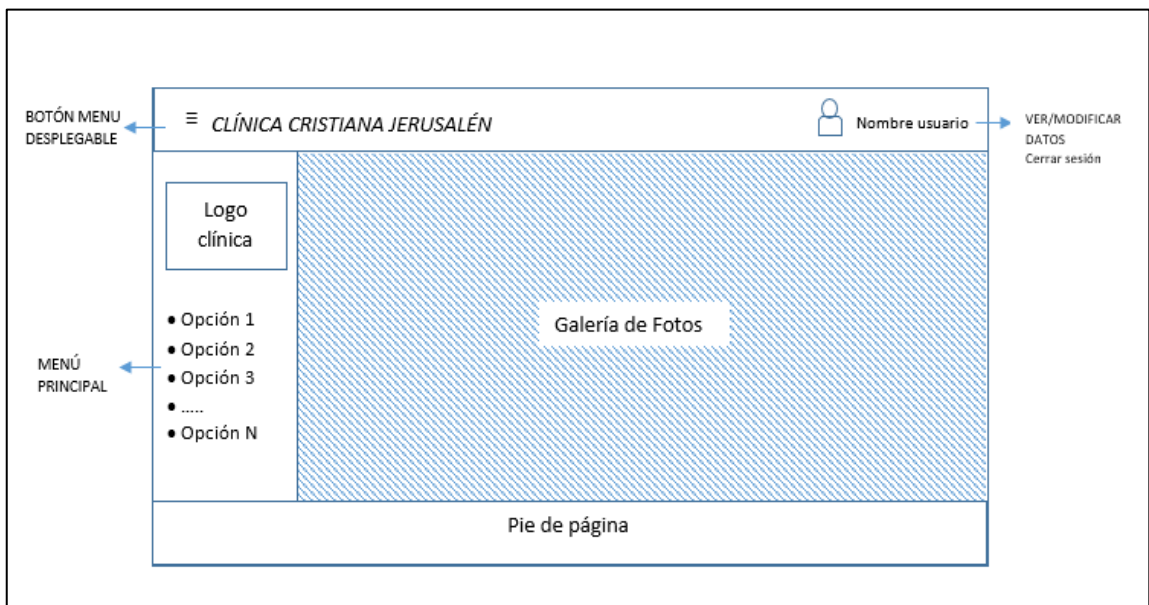 BOTÓN MENU
DESPLEGABLE
☰ CLÍNICA CRISTIANA JERUSALÉN
Nombre usuario
VER/MODIFICAR
DATOS
Cerrar sesión
Logo
clínica
Galería de Fotos
MENÚ
PRINCIPAL
• Opción 1
• Opción 2
• Opción 3
• .....
• Opción N
Pie de página